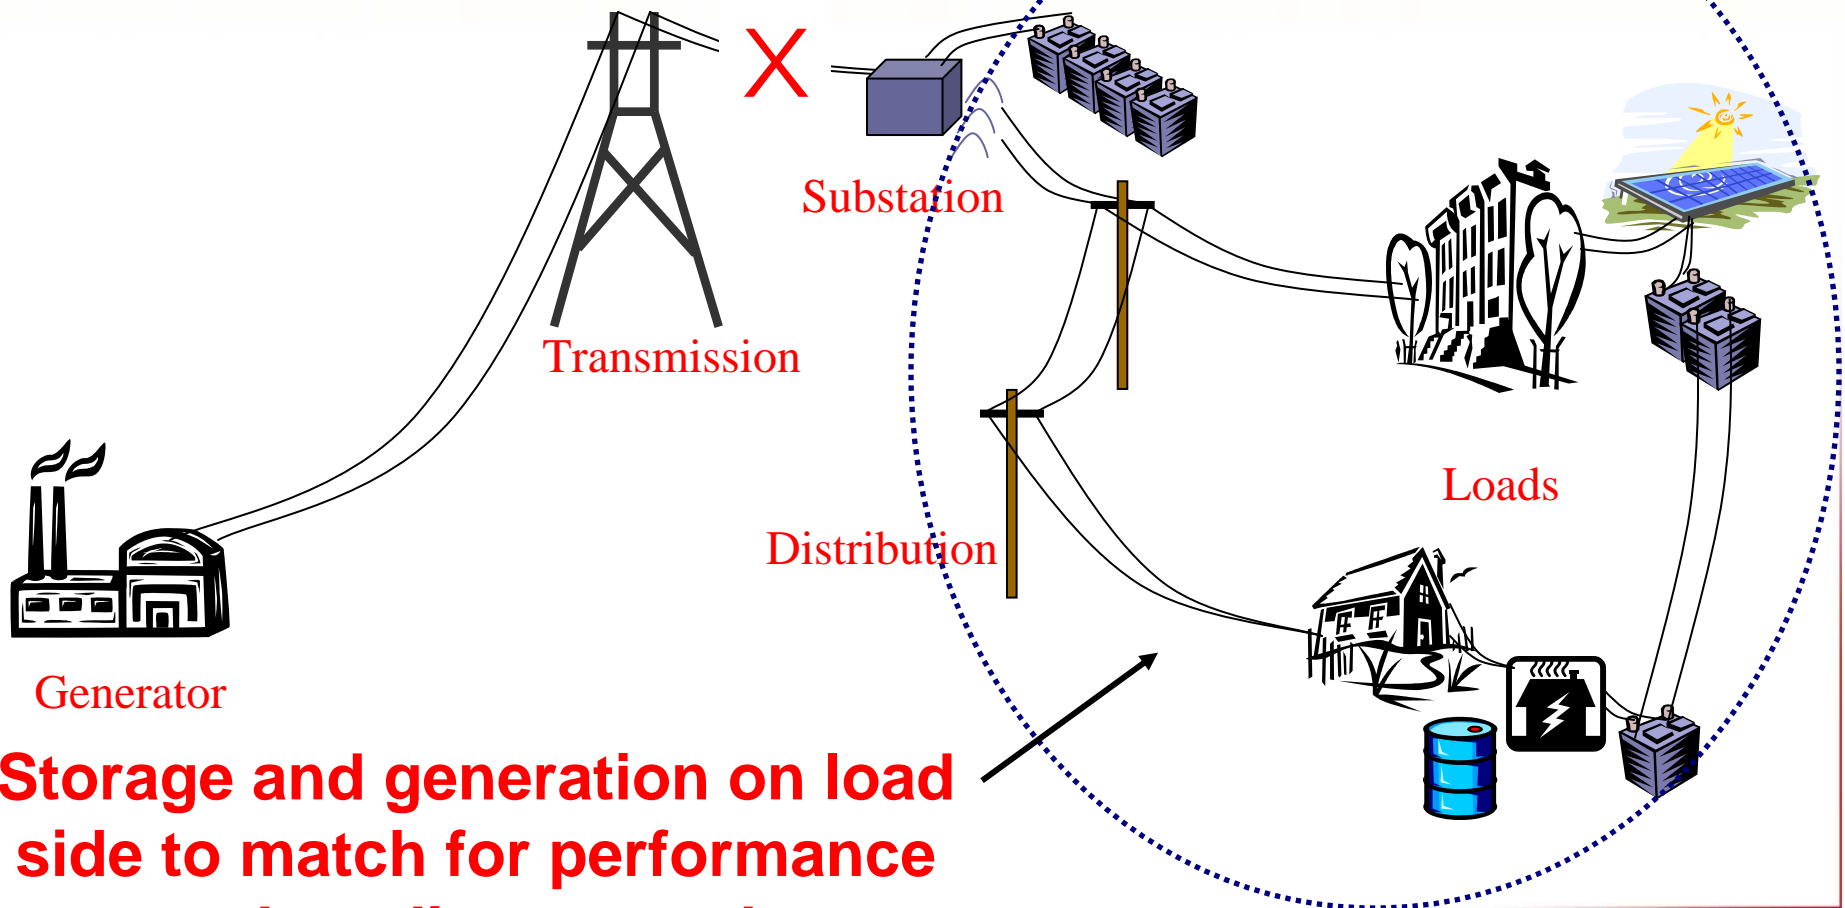 X
Substation
Transmission
Loads
Distribution
Generator
Storage and generation on load
side to match for performance